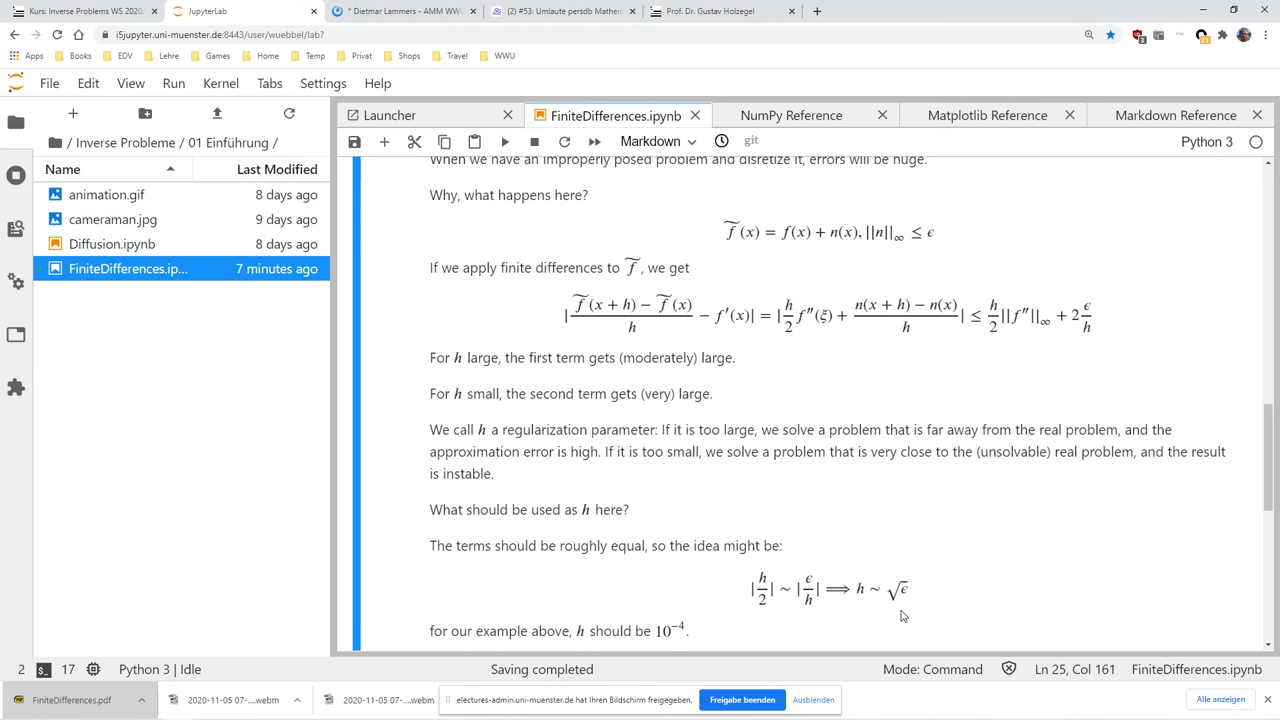 Kurs: Inverse Problems WS 2020/
JupyterLab
* Dietmar Lammers – AMM WWU
(2) #53: Umlaute persdb Mathem
Prof. Dr. Gustav Holzegel
i5jupyter.uni-muenster.de:8443/user/wuebbel/lab?
Apps Books EDV Lehre Games Home Temp Privat Shops Travel WWU
File Edit View Run Kernel Tabs Settings Help
/ Inverse Probleme / 01 Einführung /
Name Last Modified
animation.gif 8 days ago
cameraman.jpg 9 days ago
Diffusion.ipynb 8 days ago
FiniteDifferences.ip... 7 minutes ago
Launcher
FiniteDifferences.ipynb
NumPy Reference
Matplotlib Reference
Markdown Reference
Markdown
git
Python 3
When we have an improperly posed problem and disretize it, errors will be huge.
Why, what happens here?
f̃(x) = f(x) + n(x), ||n||∞ ≤ ϵ
If we apply finite differences to f̃, we get
|(f̃(x + h) − f̃(x))/h − f′(x)| = |h/2 f″(ξ) + (n(x + h) − n(x))/h| ≤ h/2 ||f″||∞ + 2 ϵ/h
For h large, the first term gets (moderately) large.
For h small, the second term gets (very) large.
We call h a regularization parameter: If it is too large, we solve a problem that is far away from the real problem, and the
approximation error is high. If it is too small, we solve a problem that is very close to the (unsolvable) real problem, and the result
is instable.
What should be used as h here?
The terms should be roughly equal, so the idea might be:
|h/2| ∼ |ϵ/h| ⟹ h ∼ √ϵ
for our example above, h should be 10⁻⁴.
2 17 Python 3 | Idle Saving completed Mode: Command Ln 25, Col 161 FiniteDifferences.ipynb
FiniteDifferences.pdf
2020-11-05 07-....webm
2020-11-05 07-....webm
electures-admin.uni-muenster.de hat Ihren Bildschirm freigegeben.
Freigabe beenden
Ausblenden
Alle anzeigen